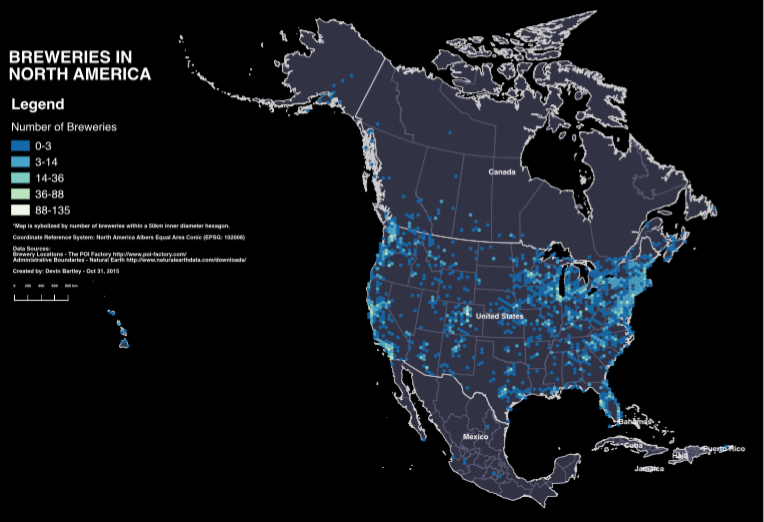 BREWERIES IN
NORTH AMERICA
Legend
Number of Breweries
0-3
3-14
14-36
36-88
88-135
*Map is sybolized by number of breweries within a 50km inner diameter hexagon.
Coordinate Reference System: North America Albers Equal Area Conic (EPSG: 102008)
Data Sources:
Brewery Locations - The POI Factory http://www.poi-factory.com/
Administrative Boundaries - Natural Earth http://www.naturalearthdata.com/downloads/
Created by: Devin Bartley - Oct 31, 2015
0 200 400 600 800 km
Canada
United States
Mexico
Bahamas
Cuba
Haiti
Puerto Rico
Jamaica